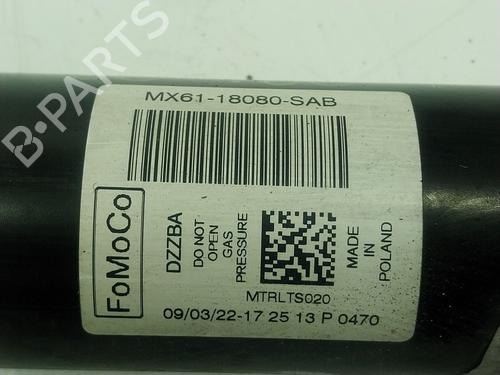 B-PARTS
MX61-18080-SAB
FoMoCo
DZZBA
DO NOT
OPEN
GAS
PRESSURE
MADE
IN
POLAND
MTRLTS020
09/03/22-17 25 13 P 0470